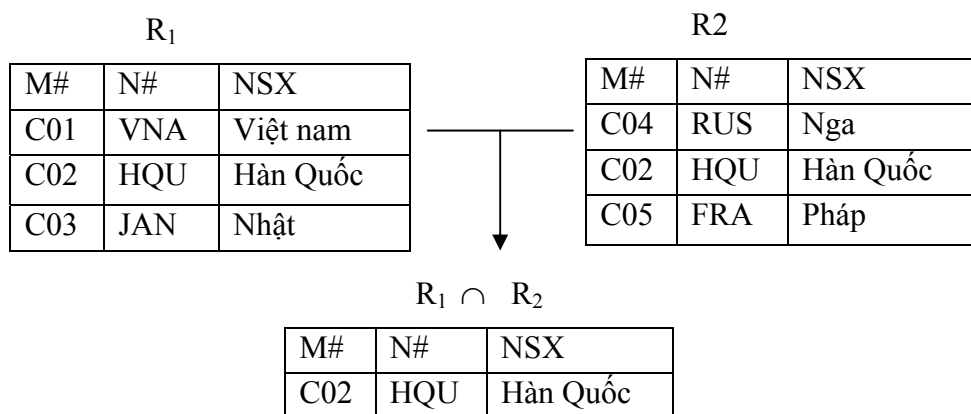 R1
M# N# NSX
C01 VNA Việt nam
C02 HQU Hàn Quốc
C03 JAN Nhật
R2
M# N# NSX
C04 RUS Nga
C02 HQU Hàn Quốc
C05 FRA Pháp
R1 ∩ R2
M# N# NSX
C02 HQU Hàn Quốc